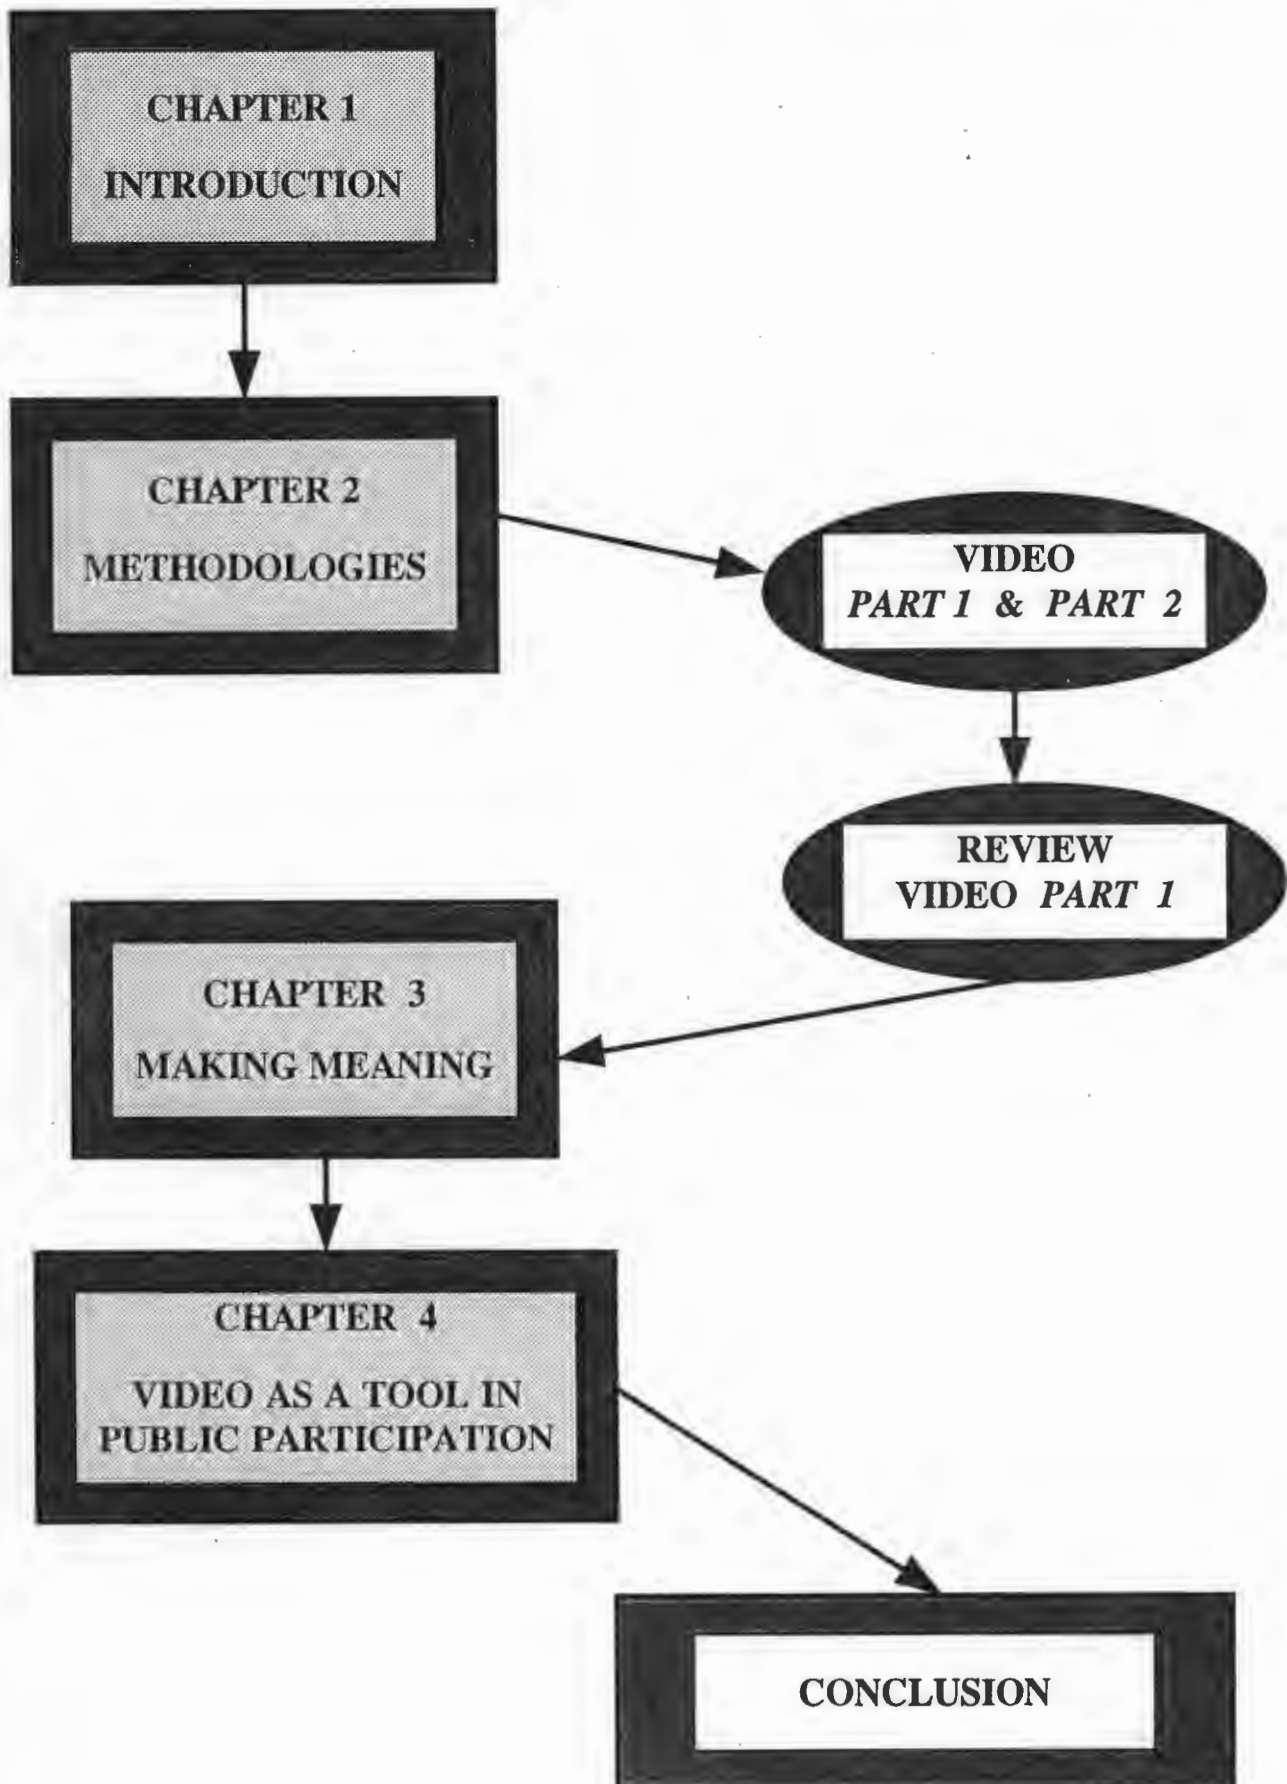 CHAPTER 1
INTRODUCTION
CHAPTER 2
METHODOLOGIES
VIDEO
PART 1 & PART 2
REVIEW
VIDEO PART 1
CHAPTER 3
MAKING MEANING
CHAPTER 4
VIDEO AS A TOOL IN
PUBLIC PARTICIPATION
CONCLUSION